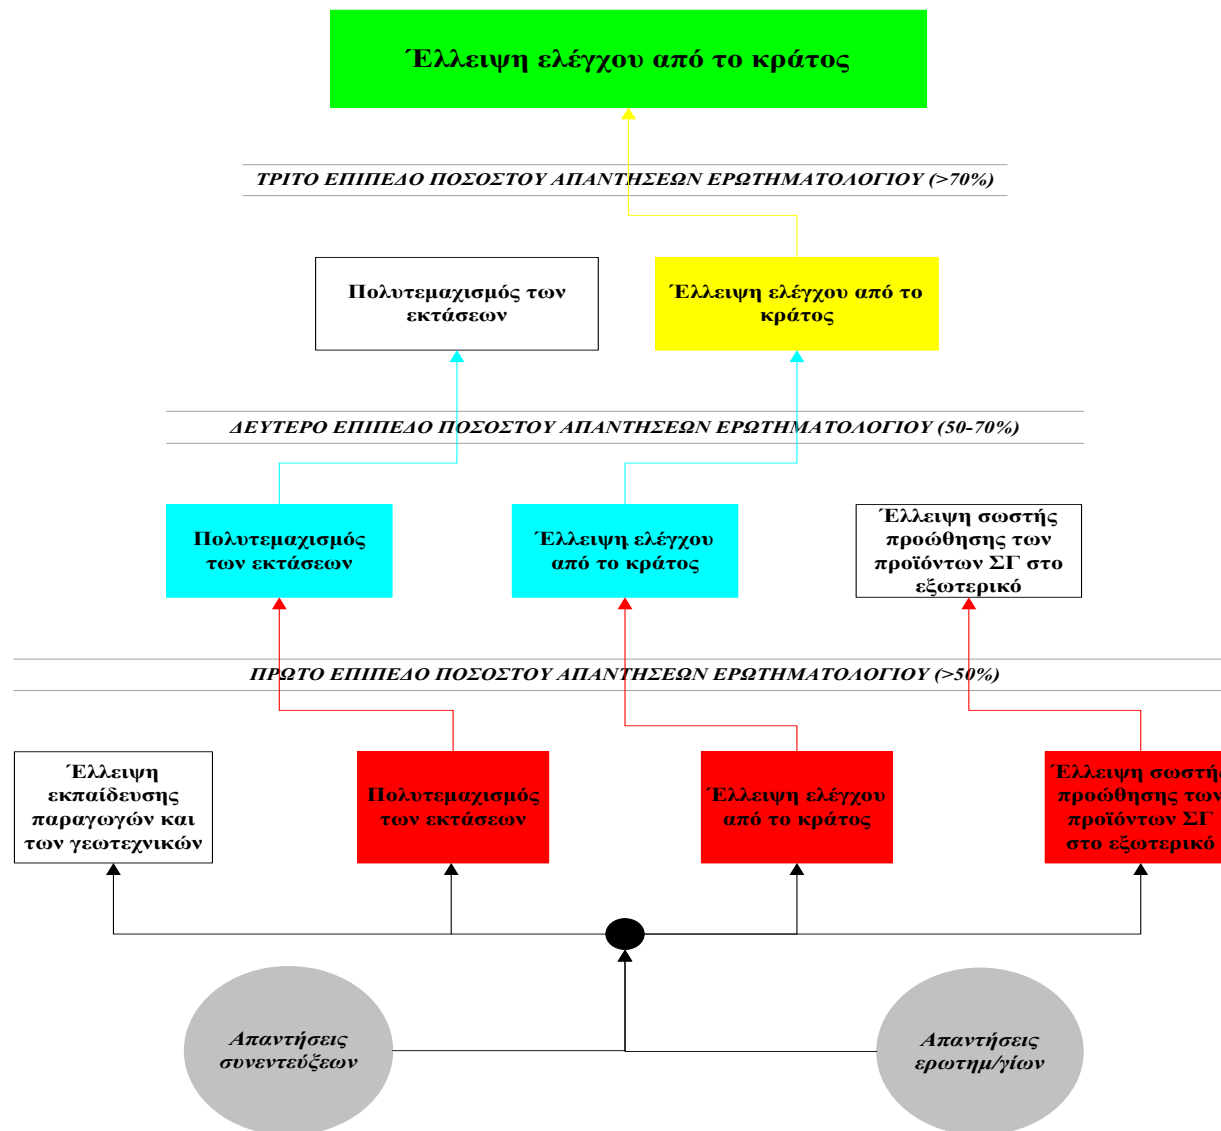 Έλλειψη ελέγχου από το κράτος
ΤΡΙΤΟ ΕΠΙΠΕΔΟ ΠΟΣΟΣΤΟΥ ΑΠΑΝΤΗΣΕΩΝ ΕΡΩΤΗΜΑΤΟΛΟΓΙΟΥ (>70%)
Πολυτεμαχισμός των
εκτάσεων
Έλλειψη ελέγχου από το
κράτος
ΔΕΥΤΕΡΟ ΕΠΙΠΕΔΟ ΠΟΣΟΣΤΟΥ ΑΠΑΝΤΗΣΕΩΝ ΕΡΩΤΗΜΑΤΟΛΟΓΙΟΥ (50-70%)
Πολυτεμαχισμός
των εκτάσεων
Έλλειψη ελέγχου
από το κράτος
Έλλειψη σωστής
προώθησης των
προϊόντων ΣΓ στο
εξωτερικό
ΠΡΩΤΟ ΕΠΙΠΕΔΟ ΠΟΣΟΣΤΟΥ ΑΠΑΝΤΗΣΕΩΝ ΕΡΩΤΗΜΑΤΟΛΟΓΙΟΥ (>50%)
Έλλειψη
εκπαίδευσης
παραγωγών και
των γεωτεχνικών
Πολυτεμαχισμός
των εκτάσεων
Έλλειψη ελέγχου
από το κράτος
Έλλειψη σωστής
προώθησης των
προϊόντων ΣΓ
στο εξωτερικό
Απαντήσεις
συνεντεύξεων
Απαντήσεις
ερωτημ/γίων